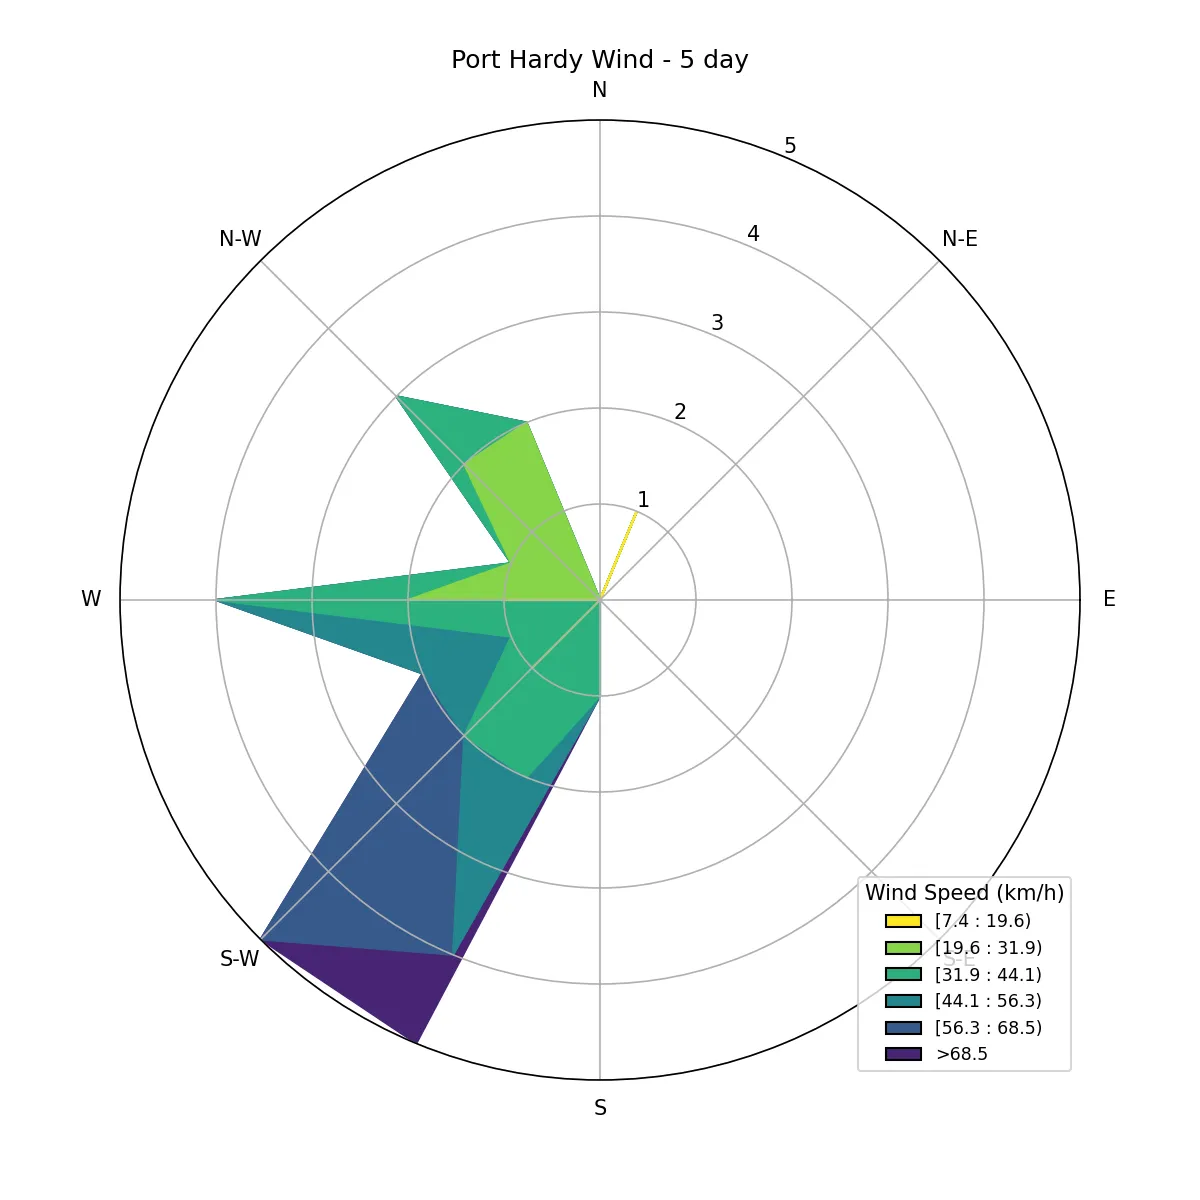 Port Hardy Wind - 5 day
N
5
N-W
N-E
4
3
2
1
W
E
S-W
S-E
S
Wind Speed (km/h)
[7.4 : 19.6)
[19.6 : 31.9)
[31.9 : 44.1)
[44.1 : 56.3)
[56.3 : 68.5)
>68.5